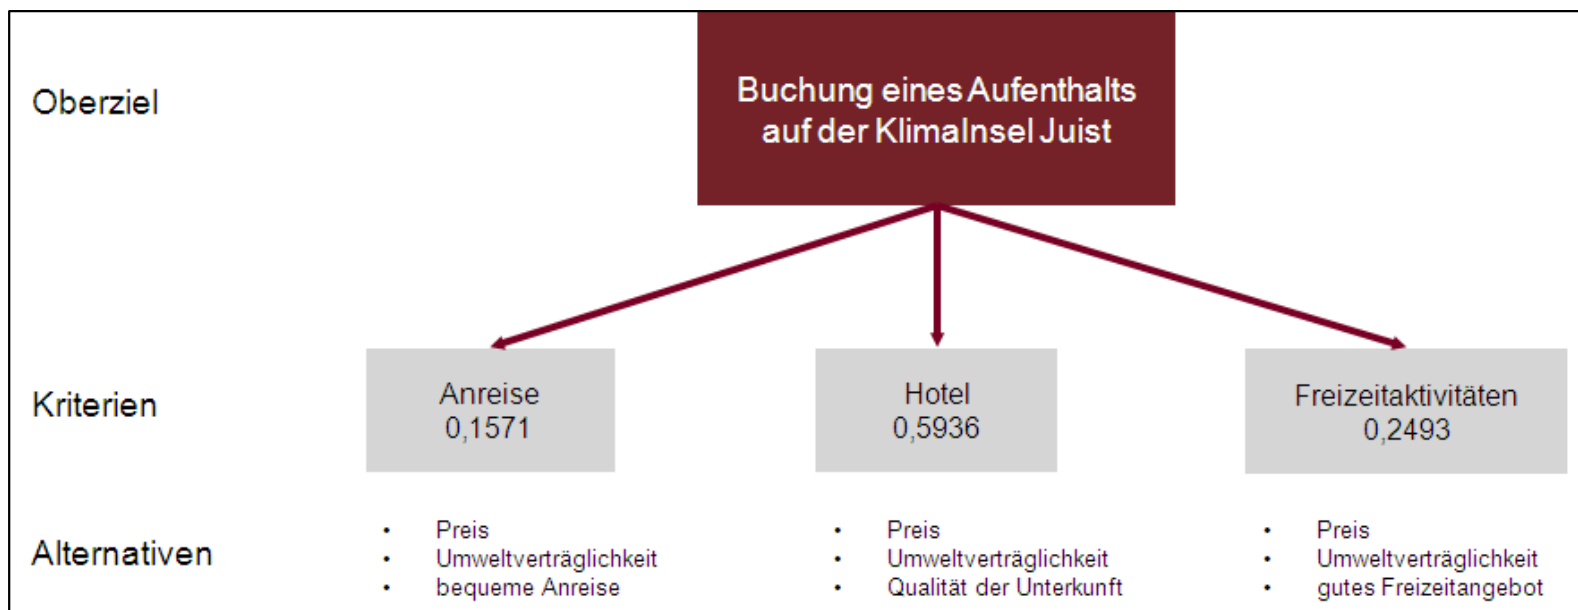 Oberziel
Buchung eines Aufenthalts
auf der KlimaInsel Juist
Kriterien
Anreise
0,1571
Hotel
0,5936
Freizeitaktivitäten
0,2493
Alternativen
• Preis
• Umweltverträglichkeit
• bequeme Anreise
• Preis
• Umweltverträglichkeit
• Qualität der Unterkunft
• Preis
• Umweltverträglichkeit
• gutes Freizeitangebot